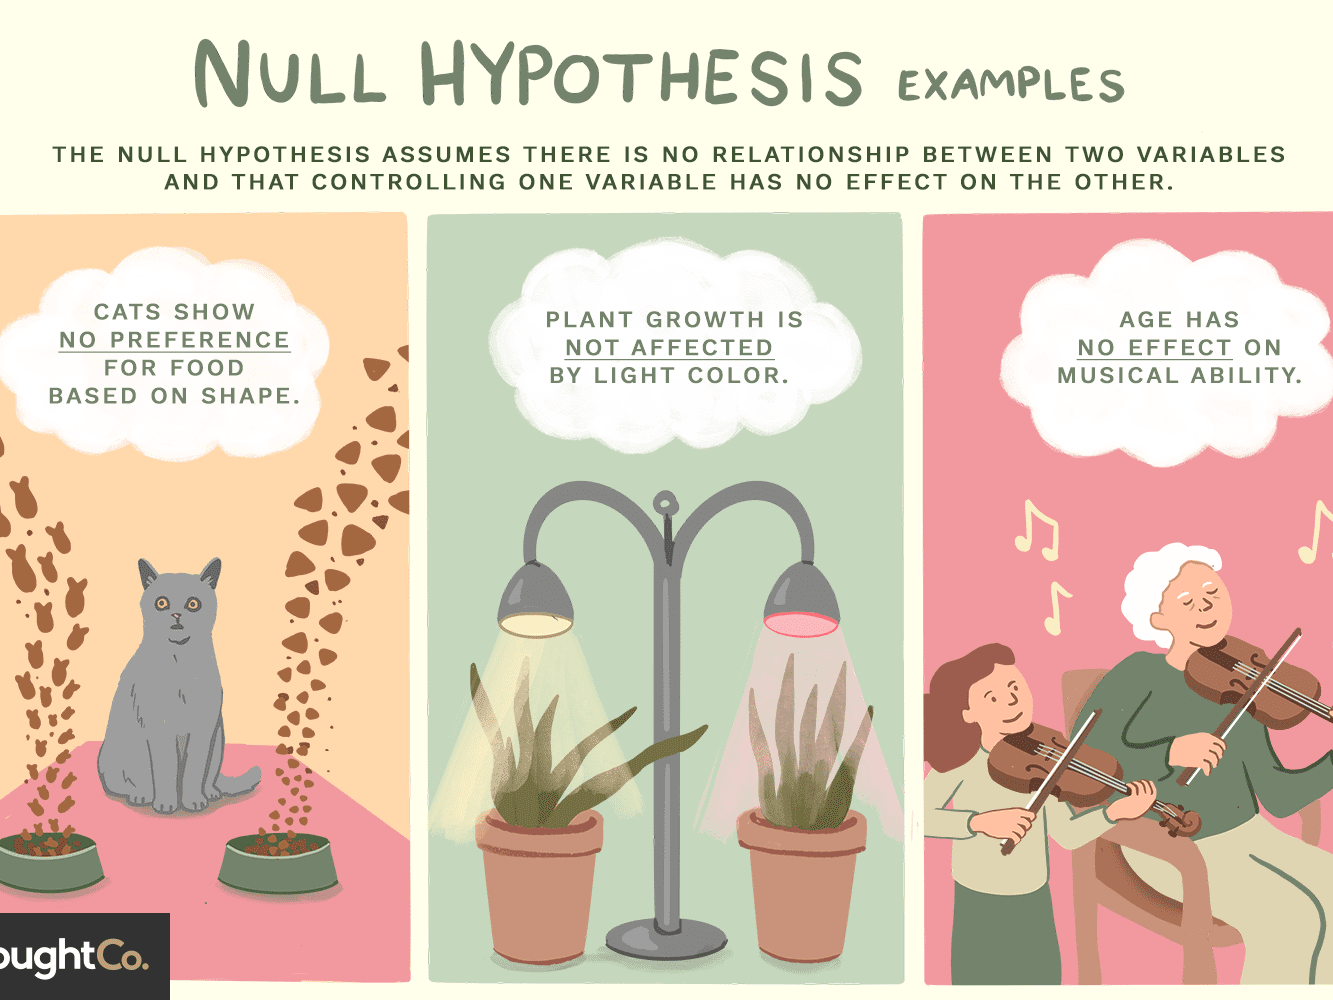 NULL HYPOTHESIS EXAMPLES
THE NULL HYPOTHESIS ASSUMES THERE IS NO RELATIONSHIP BETWEEN TWO VARIABLES
AND THAT CONTROLLING ONE VARIABLE HAS NO EFFECT ON THE OTHER.
CATS SHOW
NO PREFERENCE
FOR FOOD
BASED ON SHAPE.
PLANT GROWTH IS
NOT AFFECTED
BY LIGHT COLOR.
AGE HAS
NO EFFECT ON
MUSICAL ABILITY.
oughtCo.